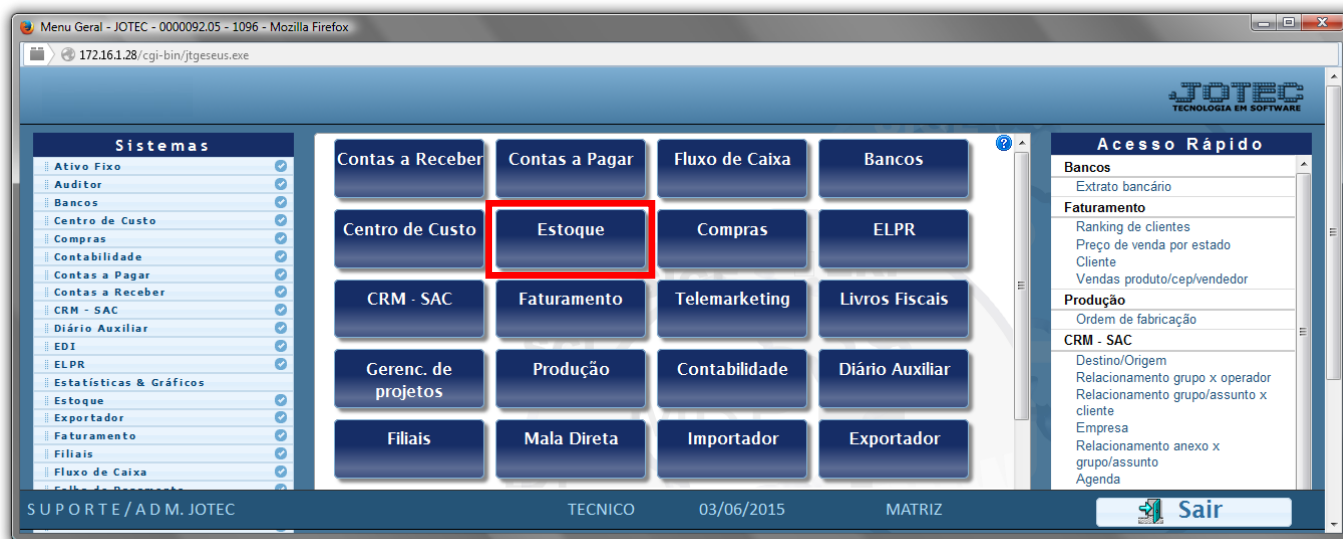 Menu Geral - JOTEC - 0000092.05 - 1096 - Mozilla Firefox
172.16.1.28/cgi-bin/jtgeseus.exe
JOTEC
TECNOLOGIA EM SOFTWARE
Sistemas
Ativo Fixo
Auditor
Bancos
Centro de Custo
Compras
Contabilidade
Contas a Pagar
Contas a Receber
CRM - SAC
Diário Auxiliar
EDI
ELPR
Estatísticas & Gráficos
Estoque
Exportador
Faturamento
Filiais
Fluxo de Caixa
Contas a Receber
Contas a Pagar
Fluxo de Caixa
Bancos
Centro de Custo
Estoque
Compras
ELPR
CRM - SAC
Faturamento
Telemarketing
Livros Fiscais
Gerenc. de
projetos
Produção
Contabilidade
Diário Auxiliar
Filiais
Mala Direta
Importador
Exportador
Acesso Rápido
Bancos
Extrato bancário
Faturamento
Ranking de clientes
Preço de venda por estado
Cliente
Vendas produto/cep/vendedor
Produção
Ordem de fabricação
CRM - SAC
Destino/Origem
Relacionamento grupo x operador
Relacionamento grupo/assunto x
cliente
Empresa
Relacionamento anexo x
grupo/assunto
Agenda
SUPORTE/ADM. JOTEC
TECNICO
03/06/2015
MATRIZ
Sair